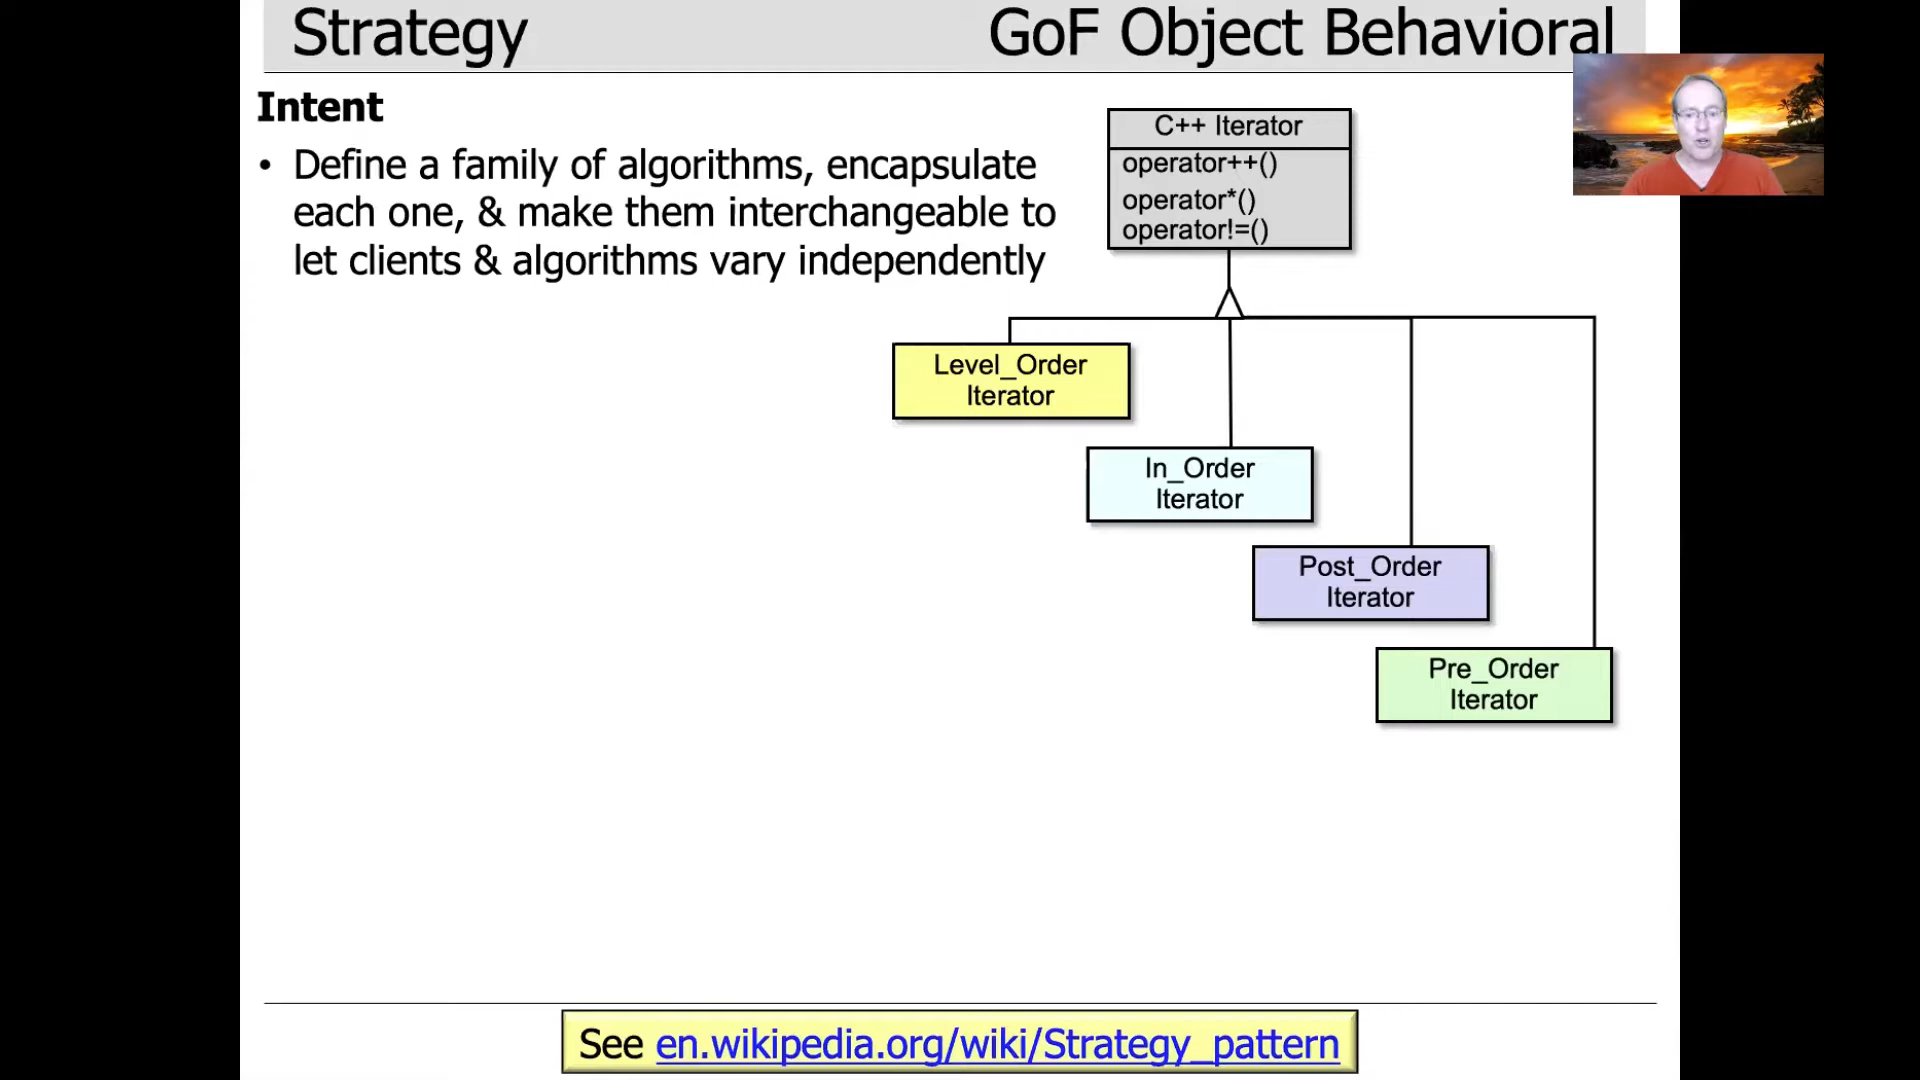 Strategy
GoF Object Behavioral
Intent
• Define a family of algorithms, encapsulate
each one, & make them interchangeable to
let clients & algorithms vary independently
C++ Iterator
operator++()
operator*()
operator!=()
Level_Order
Iterator
In_Order
Iterator
Post_Order
Iterator
Pre_Order
Iterator
See en.wikipedia.org/wiki/Strategy_pattern